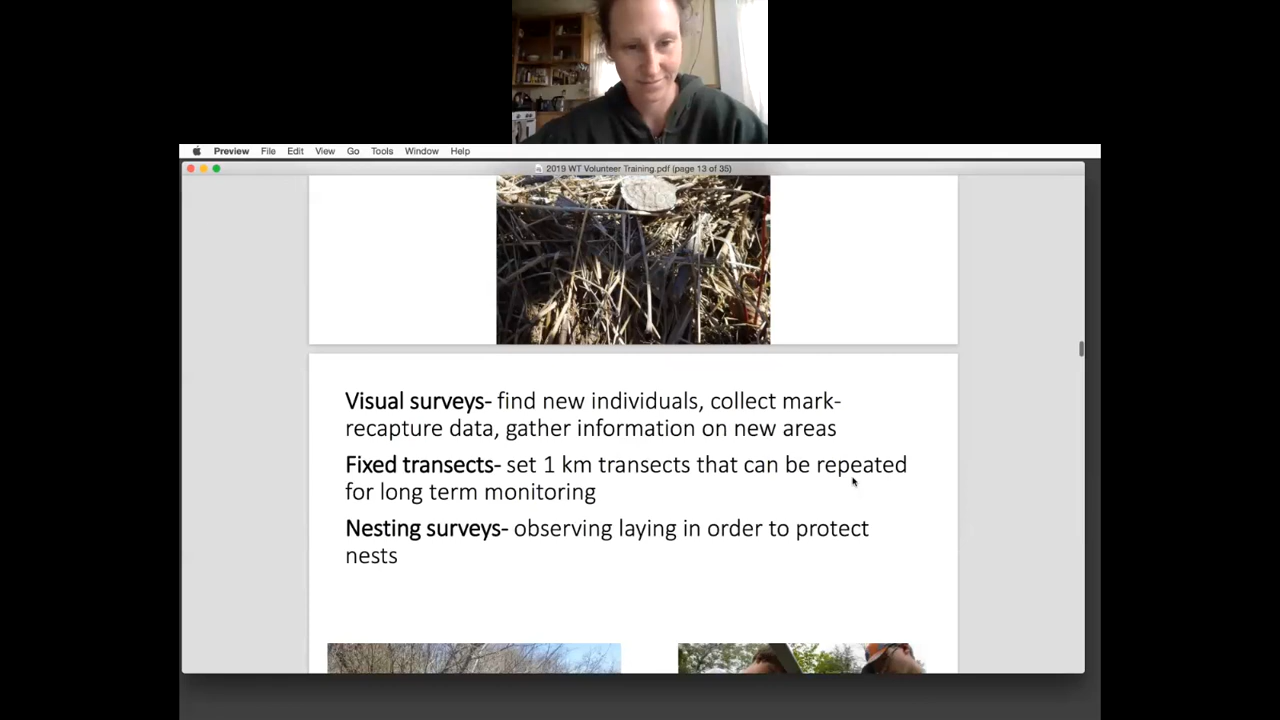 Preview File Edit View Go Tools Window Help
2019 WT Volunteer Training.pdf (page 13 of 35)
Visual surveys- find new individuals, collect mark-
recapture data, gather information on new areas
Fixed transects- set 1 km transects that can be repeated
for long term monitoring
Nesting surveys- observing laying in order to protect
nests